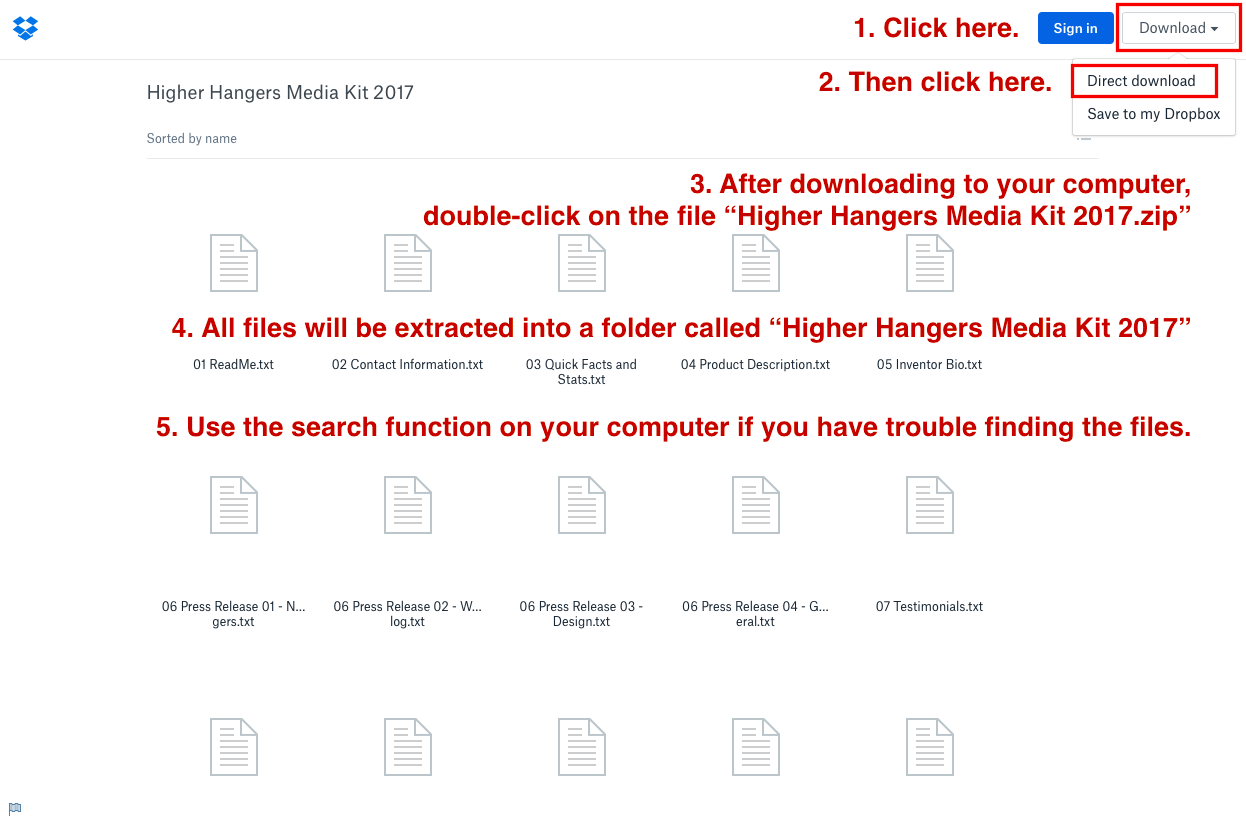 1. Click here.
Sign in
Download
2. Then click here.
Direct download
Save to my Dropbox
Higher Hangers Media Kit 2017
Sorted by name
3. After downloading to your computer,
double-click on the file “Higher Hangers Media Kit 2017.zip”
4. All files will be extracted into a folder called “Higher Hangers Media Kit 2017”
01 ReadMe.txt
02 Contact Information.txt
03 Quick Facts and
Stats.txt
04 Product Description.txt
05 Inventor Bio.txt
5. Use the search function on your computer if you have trouble finding the files.
06 Press Release 01 - N...
gers.txt
06 Press Release 02 - W...
log.txt
06 Press Release 03 -
Design.txt
06 Press Release 04 - G...
eral.txt
07 Testimonials.txt